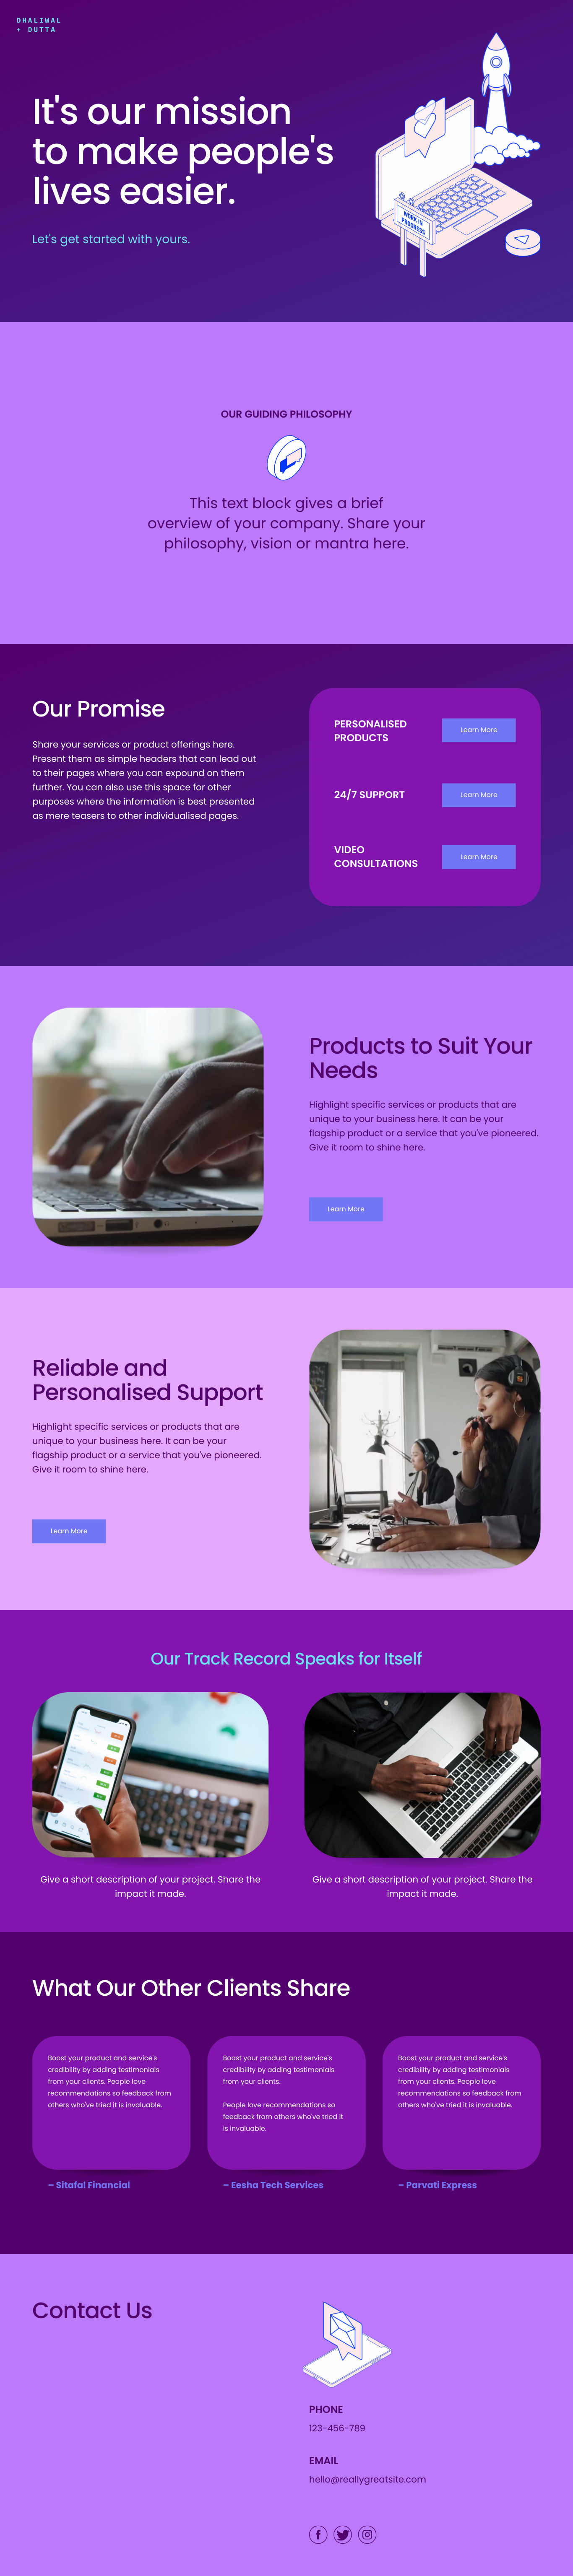 DHALIWAL
+ DUTTA
It's our mission
to make people's
lives easier.
Let's get started with yours.
WORK IN
PROGRESS
OUR GUIDING PHILOSOPHY
This text block gives a brief
overview of your company. Share your
philosophy, vision or mantra here.
Our Promise
Share your services or product offerings here.
Present them as simple headers that can lead out
to their pages where you can expound on them
further. You can also use this space for other
purposes where the information is best presented
as mere teasers to other individualised pages.
PERSONALISED
PRODUCTS
Learn More
24/7 SUPPORT
Learn More
VIDEO
CONSULTATIONS
Learn More
Products to Suit Your
Needs
Highlight specific services or products that are
unique to your business here. It can be your
flagship product or a service that you've pioneered.
Give it room to shine here.
Learn More
Reliable and
Personalised Support
Highlight specific services or products that are
unique to your business here. It can be your
flagship product or a service that you've pioneered.
Give it room to shine here.
Learn More
Our Track Record Speaks for Itself
Give a short description of your project. Share the
impact it made.
Give a short description of your project. Share the
impact it made.
What Our Other Clients Share
Boost your product and service's
credibility by adding testimonials
from your clients. People love
recommendations so feedback from
others who've tried it is invaluable.
– Sitafal Financial
Boost your product and service's
credibility by adding testimonials
from your clients.
People love recommendations so
feedback from others who've tried it
is invaluable.
– Eesha Tech Services
Boost your product and service's
credibility by adding testimonials
from your clients. People love
recommendations so feedback from
others who've tried it is invaluable.
– Parvati Express
Contact Us
PHONE
123-456-789
EMAIL
hello@reallygreatsite.com